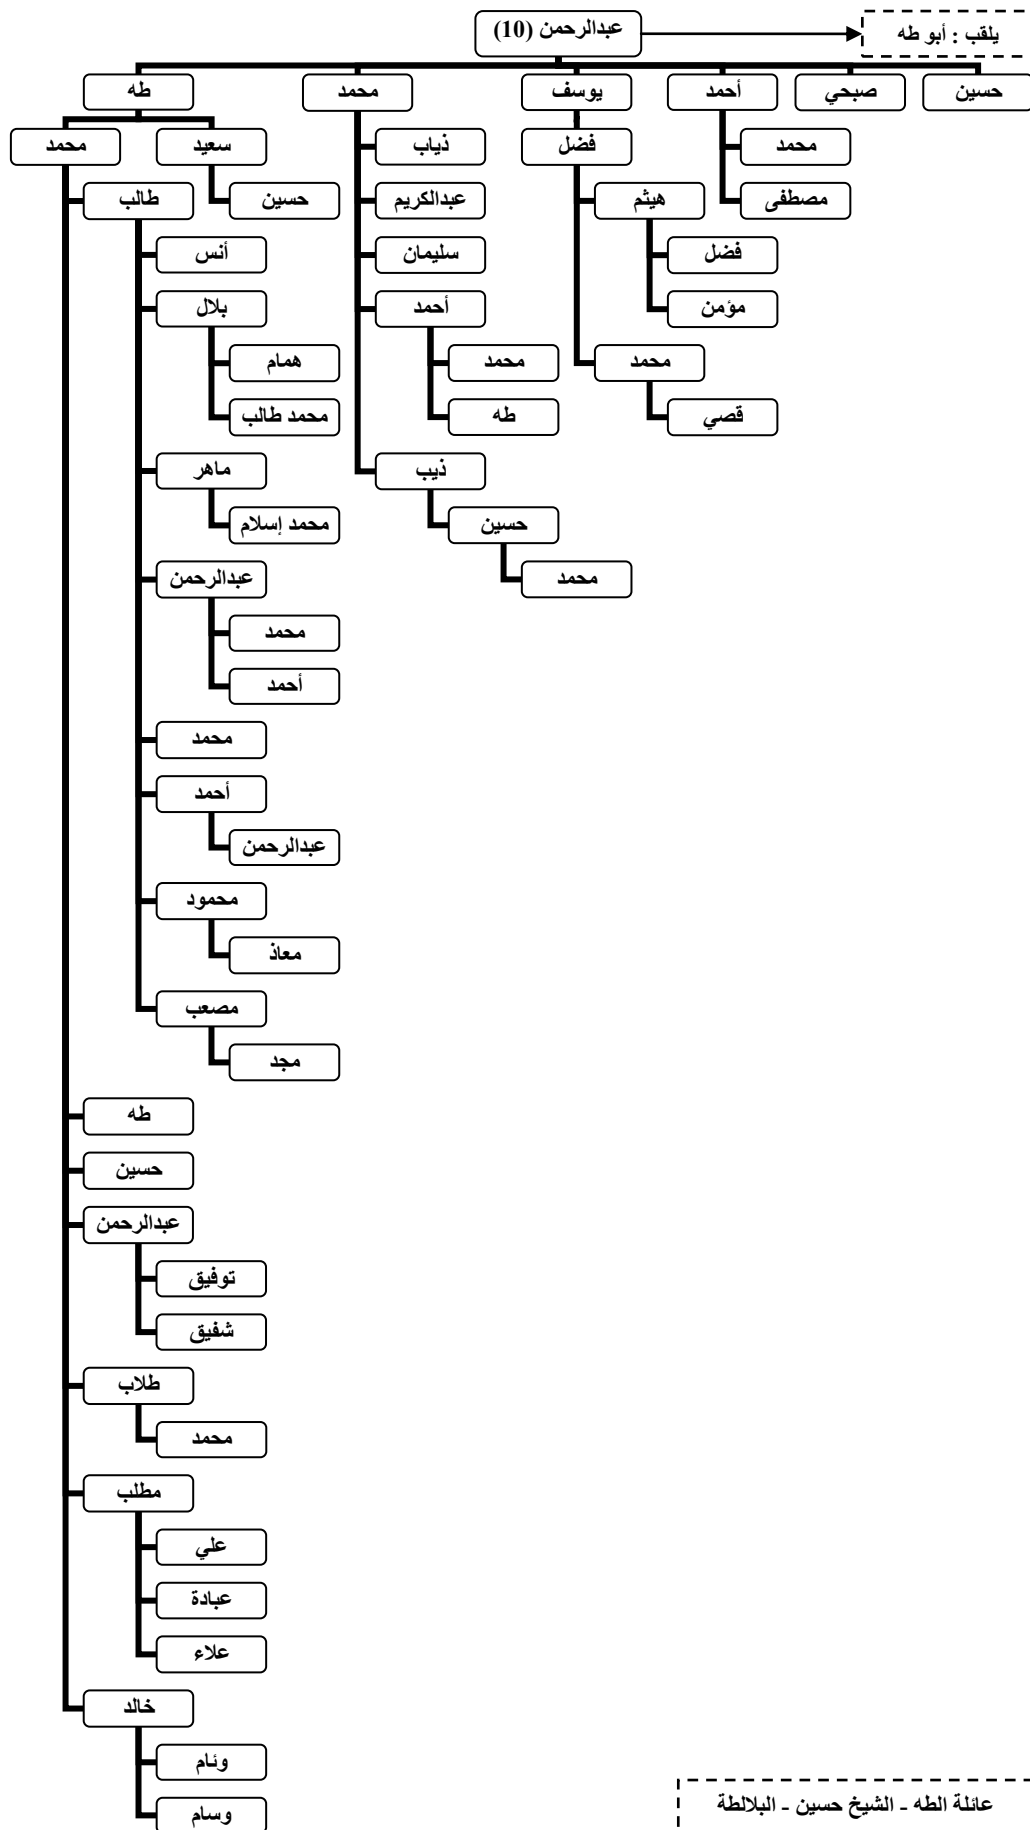 عبدالرحمن (10)
يلقب : أبو طه
حسين
صبحي
أحمد
يوسف
محمد
طه
محمد
فضل
ذياب
سعيد
محمد
مصطفى
هيثم
عبدالكريم
حسين
طالب
فضل
سليمان
أنس
مؤمن
أحمد
بلال
محمد
محمد
همام
قصي
طه
محمد طالب
ذيب
ماهر
حسين
محمد إسلام
محمد
عبدالرحمن
محمد
أحمد
محمد
أحمد
عبدالرحمن
محمود
معاذ
مصعب
مجد
طه
حسين
عبدالرحمن
توفيق
شفيق
طلاب
محمد
مطلب
علي
عبادة
علاء
خالد
وئام
وسام
عائلة الطه - الشيخ حسين - البلالطة